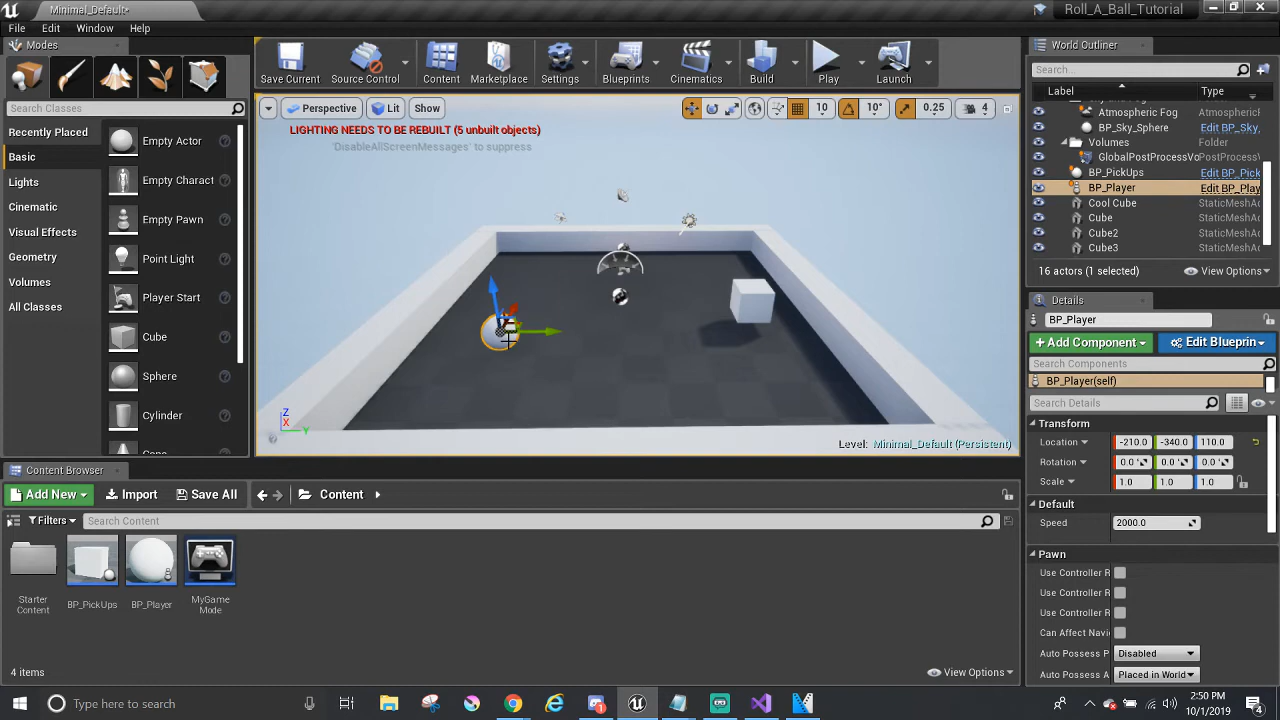 Minimal_Default*
Roll_A_Ball_Tutorial
File Edit Window Help
Modes
Search Classes
Recently Placed
Basic
Lights
Cinematic
Visual Effects
Geometry
Volumes
All Classes
Empty Actor
Empty Charact
Empty Pawn
Point Light
Player Start
Cube
Sphere
Cylinder
Save Current
Source Control
Content
Marketplace
Settings
Blueprints
Cinematics
Build
Play
Launch
Perspective Lit Show
10 10° 0.25 4
LIGHTING NEEDS TO BE REBUILT (5 unbuilt objects)
'DisableAllScreenMessages' to suppress
Z
X
Y
Level: Minimal_Default (Persistent)
World Outliner
Search...
Label Type
Atmospheric Fog Atmospheric
BP_Sky_Sphere Edit BP_Sky_
Volumes Folder
GlobalPostProcessVo PostProcessV
BP_PickUps Edit BP_Pick
BP_Player Edit BP_Play
Cool Cube StaticMeshAc
Cube StaticMeshAc
Cube2 StaticMeshAc
Cube3 StaticMeshAc
16 actors (1 selected) View Options
Details
BP_Player
+ Add Component Edit Blueprin
Search Components
BP_Player(self)
Search Details
Transform
Location -210.0 -340.0 110.0
Rotation 0.0° 0.0° 0.0°
Scale 1.0 1.0 1.0
Default
Speed 2000.0
Pawn
Use Controller R
Use Controller R
Use Controller R
Can Affect Navi
Auto Possess P Disabled
Auto Possess A Placed in World
Content Browser
Add New Import Save All Content
Filters Search Content
Starter Content
BP_PickUps
BP_Player
MyGame Mode
4 items View Options
Type here to search
2:50 PM
10/1/2019